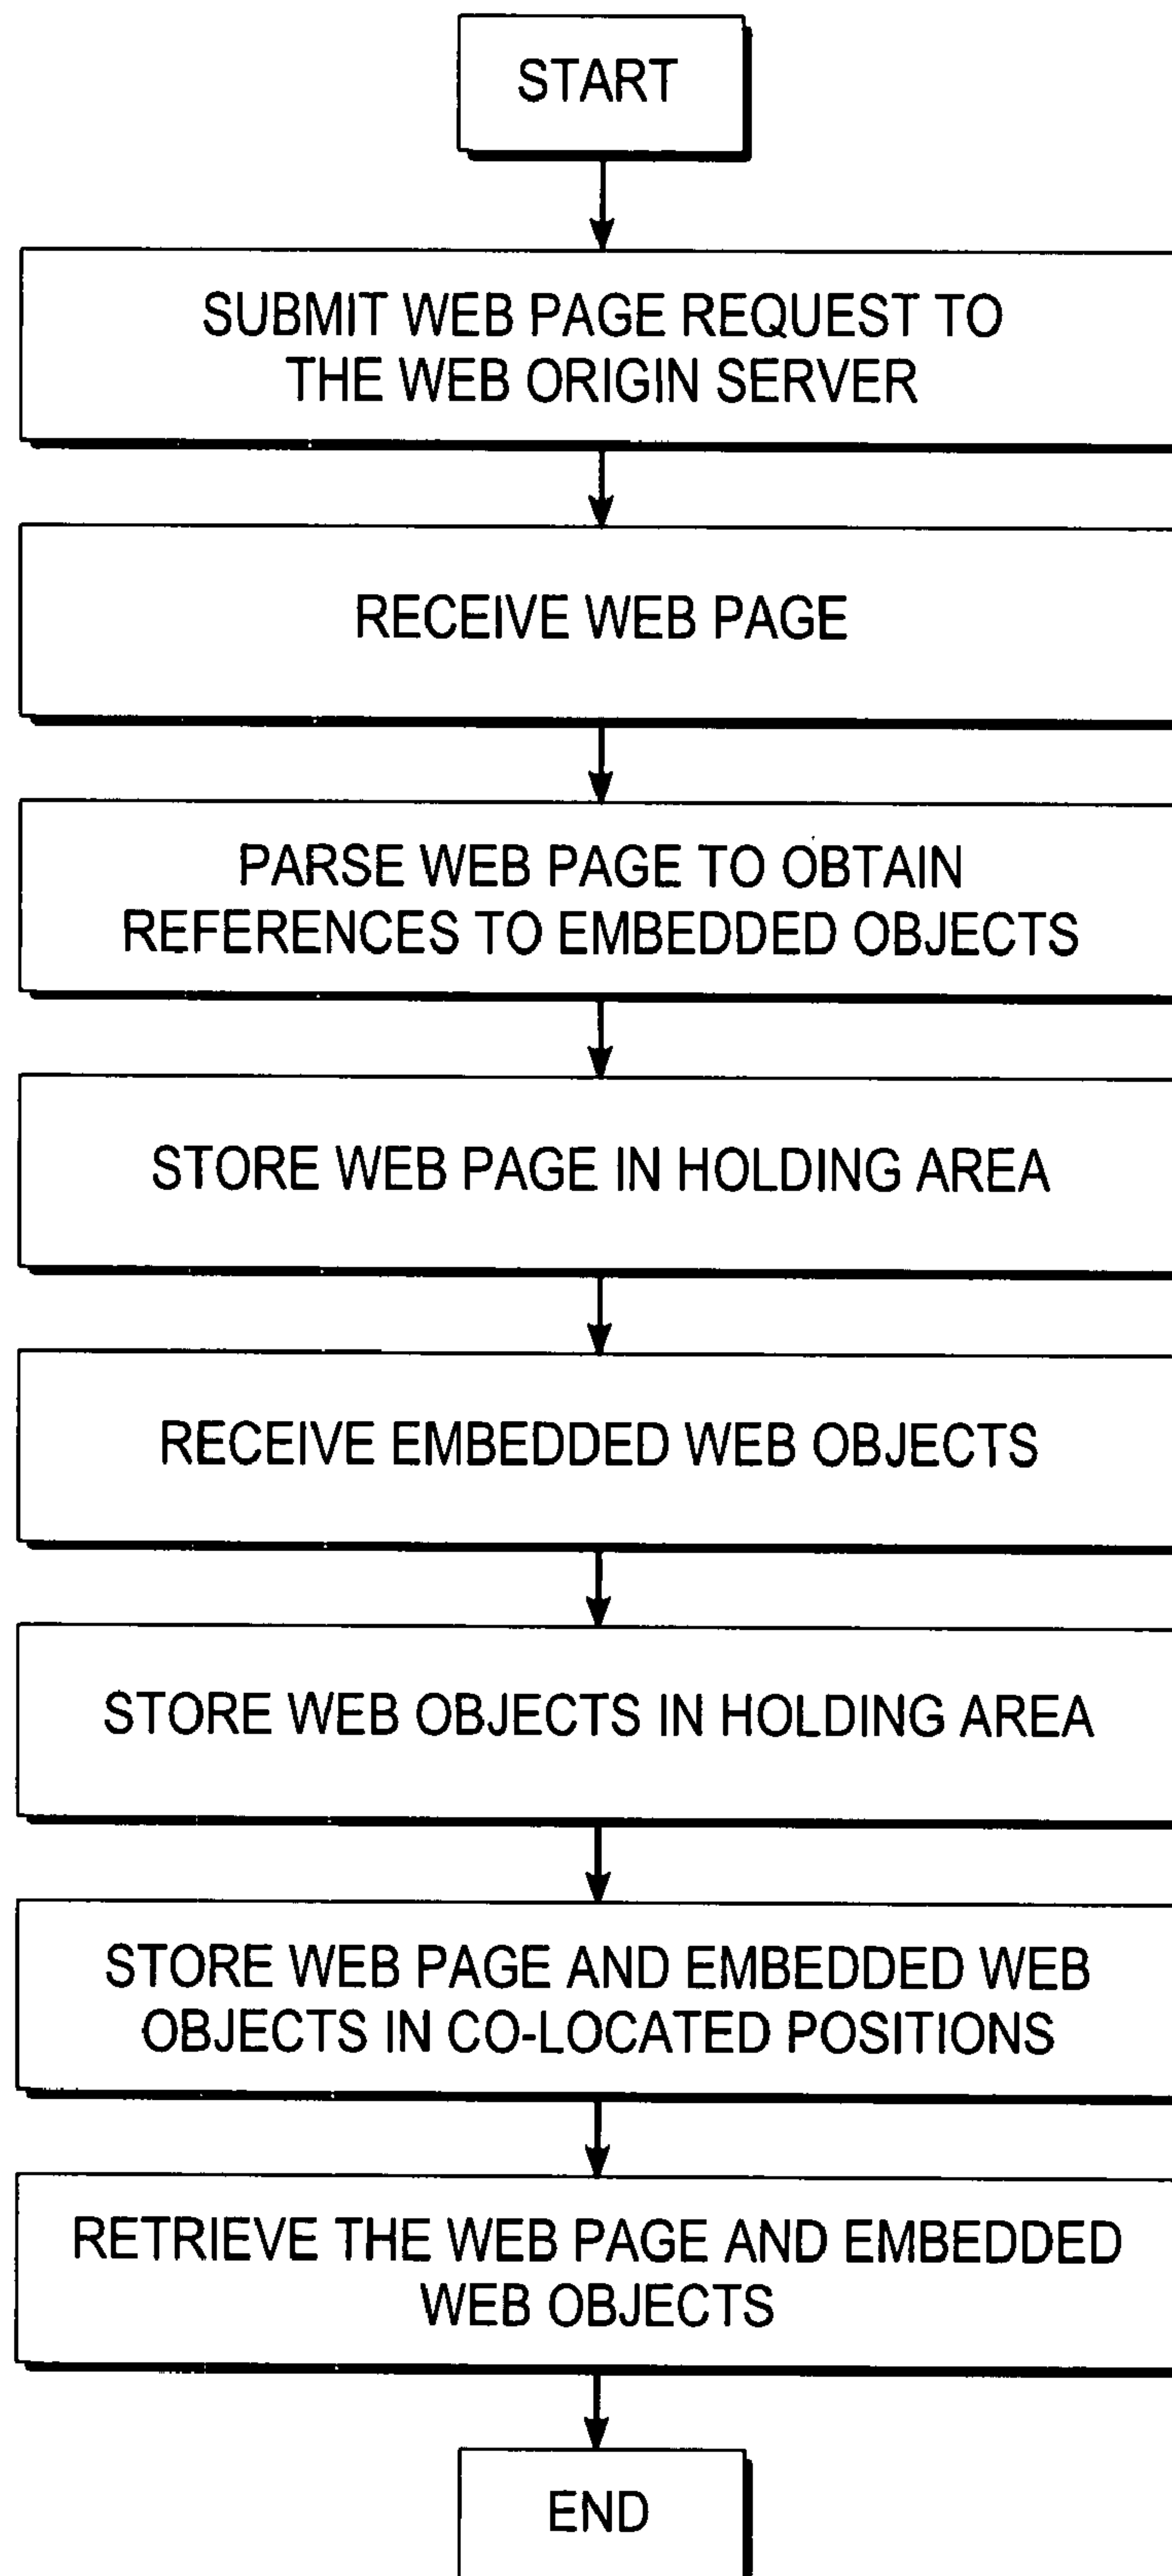 START
SUBMIT WEB PAGE REQUEST TO
THE WEB ORIGIN SERVER
RECEIVE WEB PAGE
PARSE WEB PAGE TO OBTAIN
REFERENCES TO EMBEDDED OBJECTS
STORE WEB PAGE IN HOLDING AREA
RECEIVE EMBEDDED WEB OBJECTS
STORE WEB OBJECTS IN HOLDING AREA
STORE WEB PAGE AND EMBEDDED WEB
OBJECTS IN CO-LOCATED POSITIONS
RETRIEVE THE WEB PAGE AND EMBEDDED
WEB OBJECTS
END